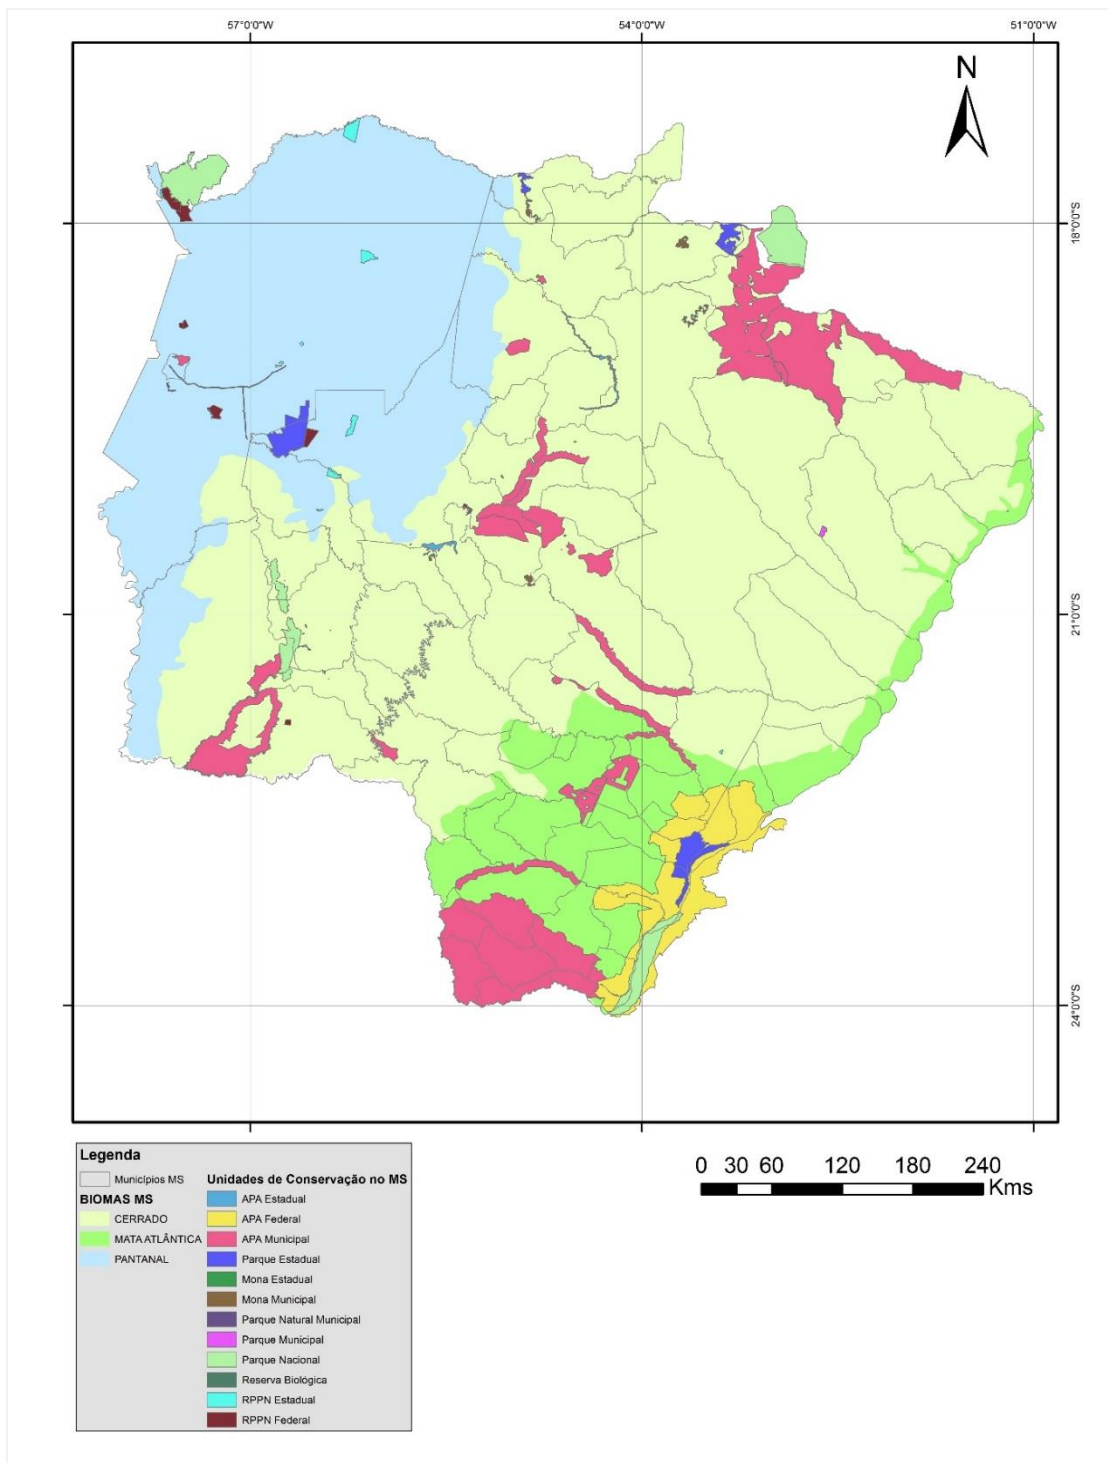 57°0'0"W
54°0'0"W
51°0'0"W
N
18°0'0"S
21°0'0"S
24°0'0"S
Legenda
Municípios MS
BIOMAS MS
CERRADO
MATA ATLÂNTICA
PANTANAL
Unidades de Conservação no MS
APA Estadual
APA Federal
APA Municipal
Parque Estadual
Mona Estadual
Mona Municipal
Parque Natural Municipal
Parque Municipal
Parque Nacional
Reserva Biológica
RPPN Estadual
RPPN Federal
0 30 60 120 180 240
Kms